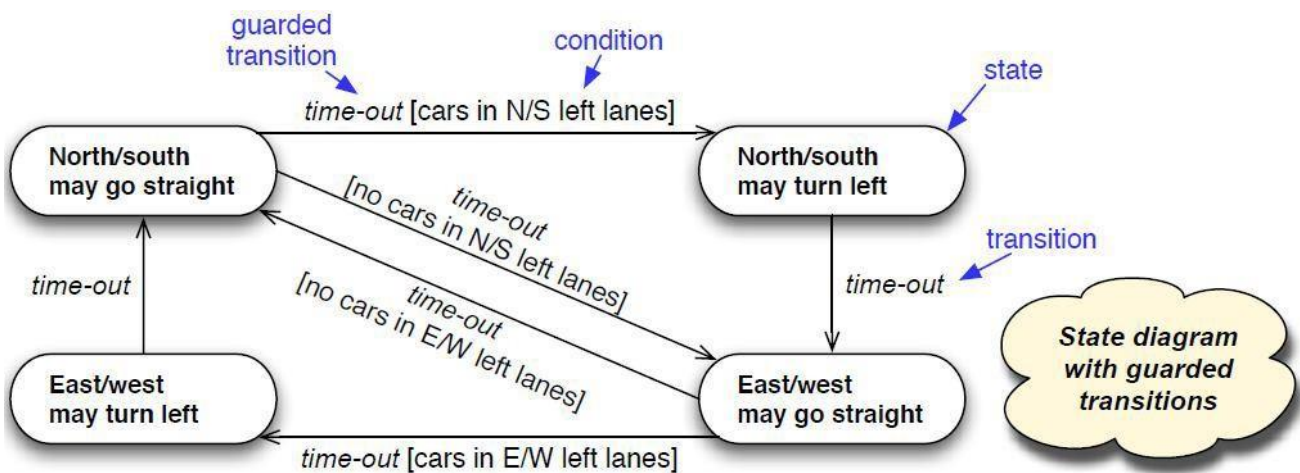 guarded
transition
condition
state
time-out [cars in N/S left lanes]
North/south
may go straight
North/south
may turn left
time-out
[no cars in N/S left lanes]
transition
time-out
time-out
time-out
[no cars in E/W left lanes]
State diagram
with guarded
transitions
East/west
may turn left
East/west
may go straight
time-out [cars in E/W left lanes]